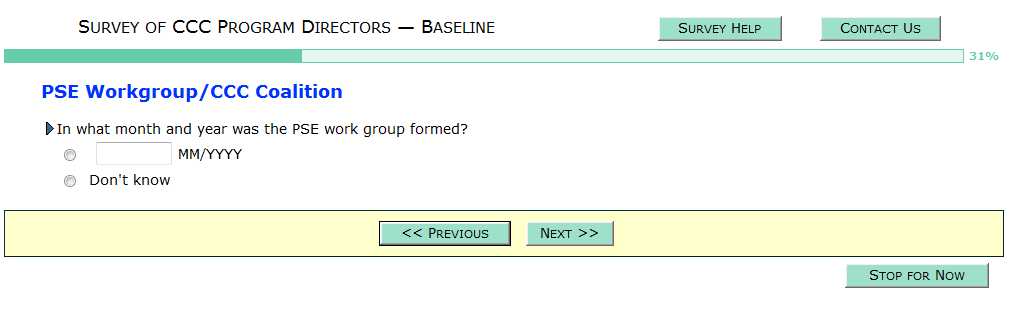 Survey of CCC Program Directors — Baseline
Survey Help
Contact Us
31%
PSE Workgroup/CCC Coalition
In what month and year was the PSE work group formed?
MM/YYYY
Don't know
<< Previous
Next >>
Stop for Now